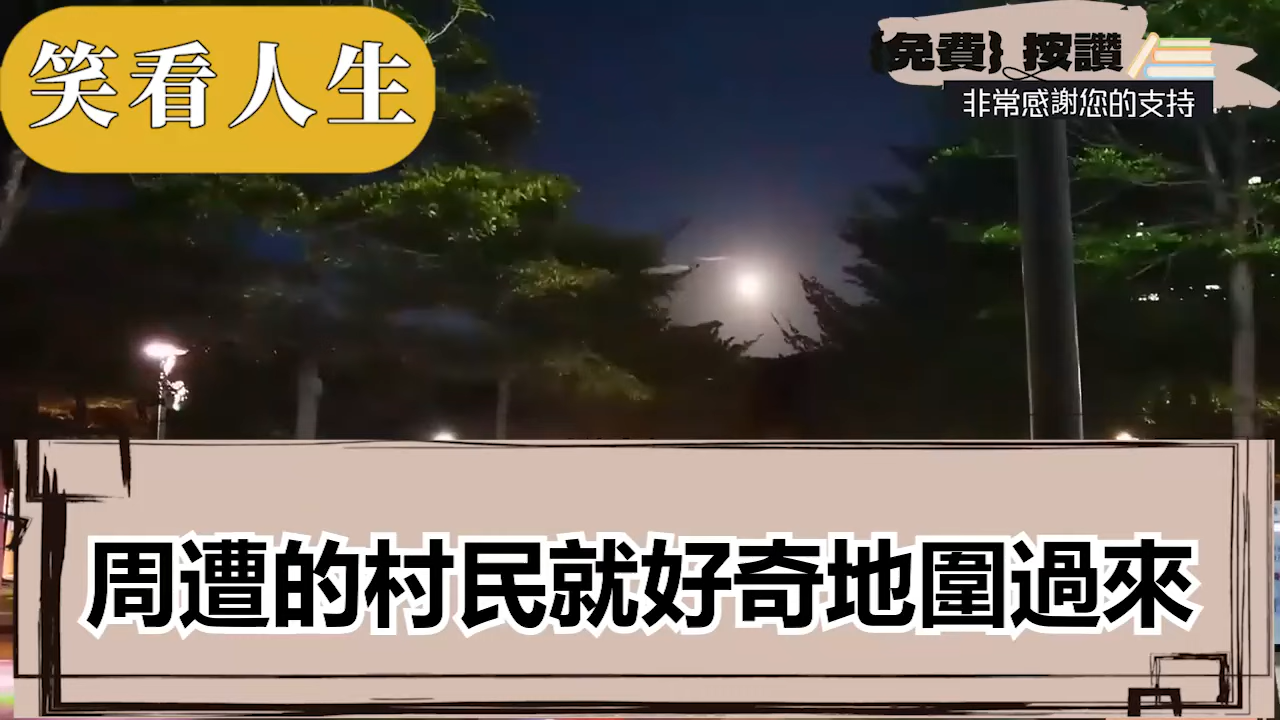 笑看人生
{免費} 按讚
非常感謝您的支持
周遭的村民就好奇地圍過來